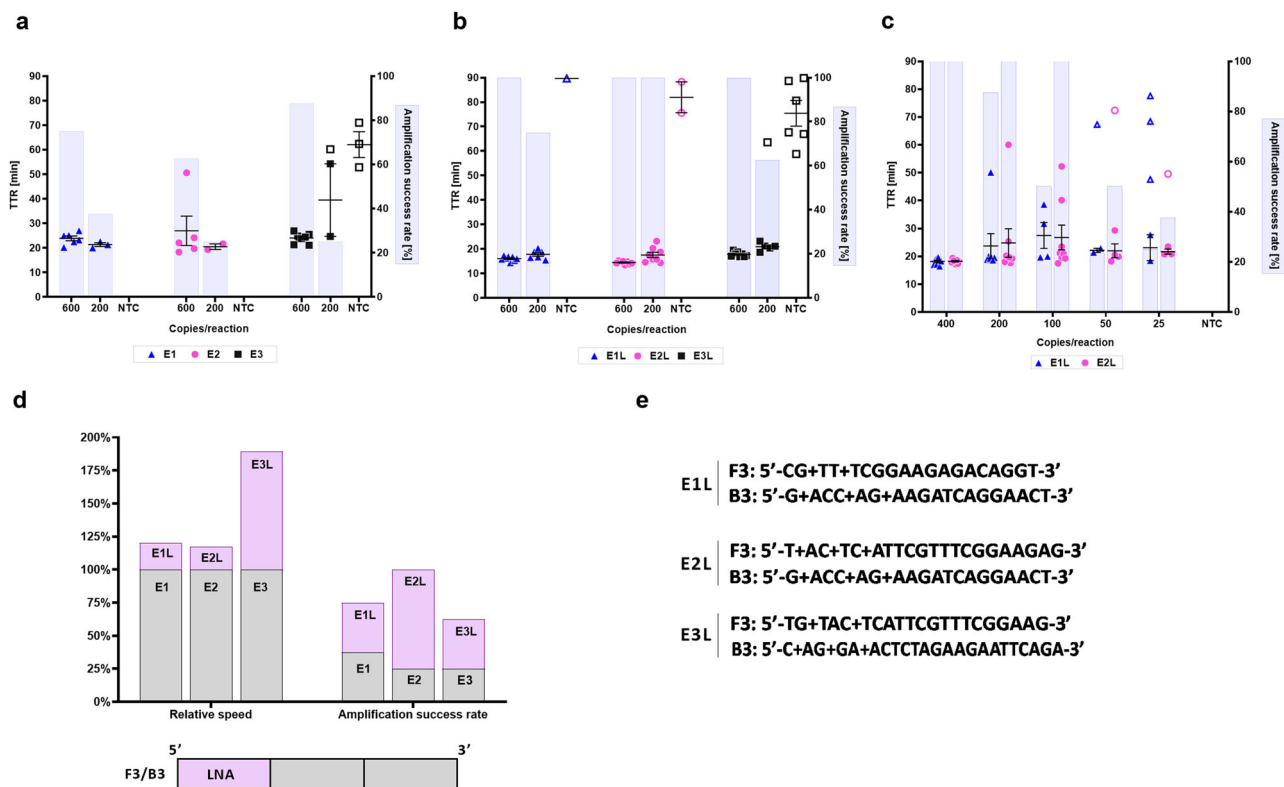 a
90
80
70
60
50
40
30
20
10
0
TTR [min]
100
80
60
40
20
0
Amplification success rate [%]
600 200 NTC 600 200 NTC 600 200 NTC
Copies/reaction
E1 E2 E3
b
90
80
70
60
50
40
30
20
10
0
TTR [min]
100
80
60
40
20
0
Amplification success rate [%]
600 200 NTC 600 200 NTC 600 200 NTC
Copies/reaction
E1L E2L E3L
c
90
80
70
60
50
40
30
20
10
0
TTR [min]
100
80
60
40
20
0
Amplification success rate [%]
400 200 100 50 25 NTC
Copies/reaction
E1L E2L
d
200%
175%
150%
125%
100%
75%
50%
25%
0%
E1L E2L E3L
E1 E2 E3
E1L E2L E3L
E1 E2 E3
Relative speed Amplification success rate
5’ 3’
F3/B3 LNA
e
E1L
F3: 5’-CG+TT+TCGGAAGAGACAGGT-3’
B3: 5’-G+ACC+AG+AAGATCAGGAACT-3’
E2L
F3: 5’-T+AC+TC+ATTCGTTTCGGAAGAG-3’
B3: 5’-G+ACC+AG+AAGATCAGGAACT-3’
E3L
F3: 5’-TG+TAC+TCATTCGTTTCGGAAG-3’
B3: 5’-C+AG+GA+ACTCTAGAAGAATTCAGA-3’